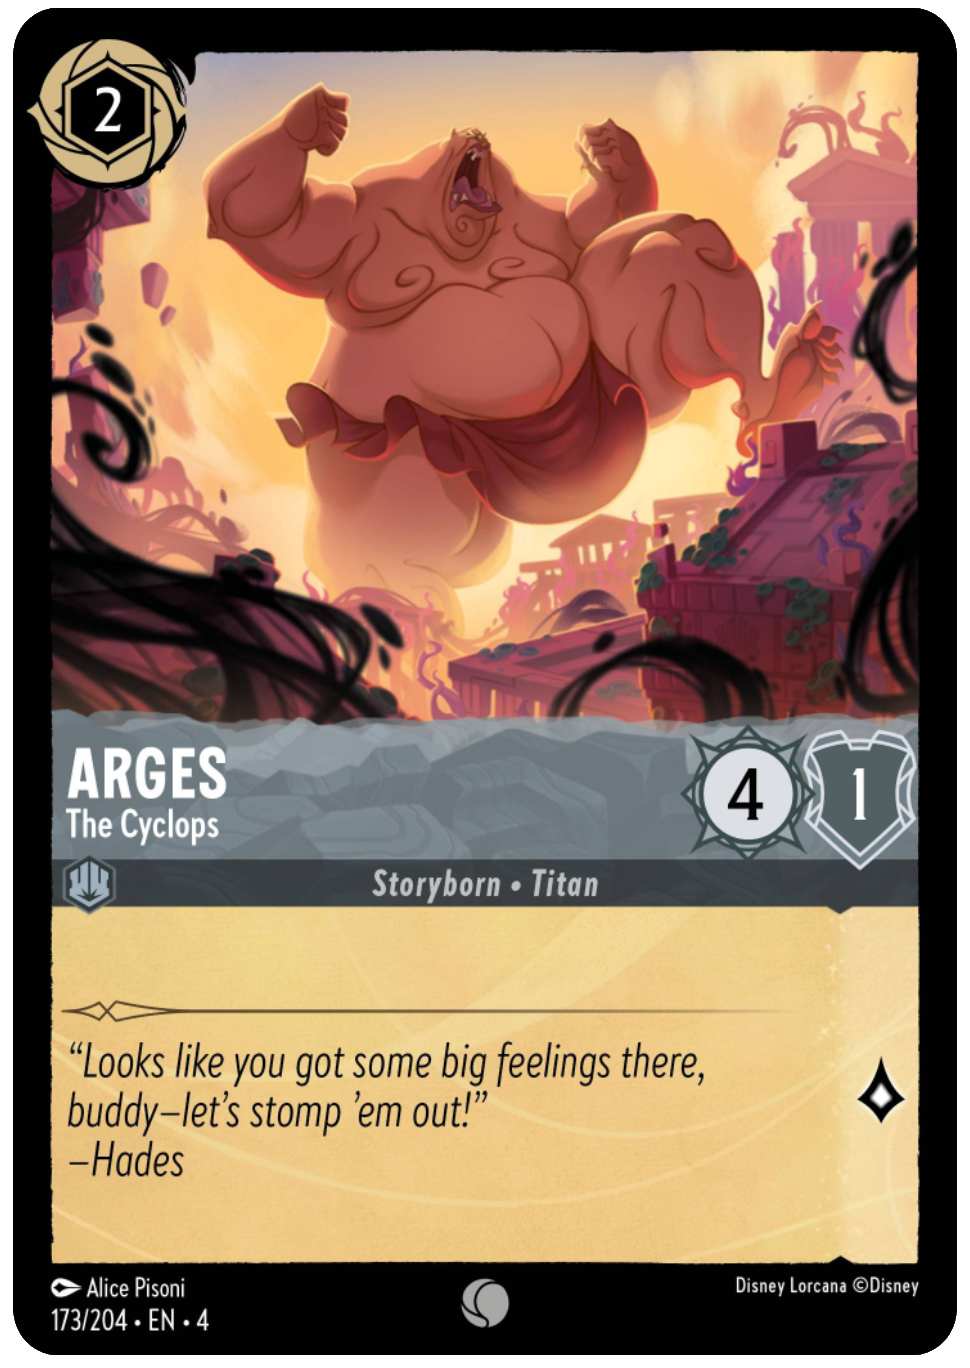 2
ARGES
The Cyclops
4
1
Storyborn • Titan
“Looks like you got some big feelings there,
buddy–let’s stomp ’em out!”
–Hades
Alice Pisoni
Disney Lorcana ©Disney
173/204 • EN • 4